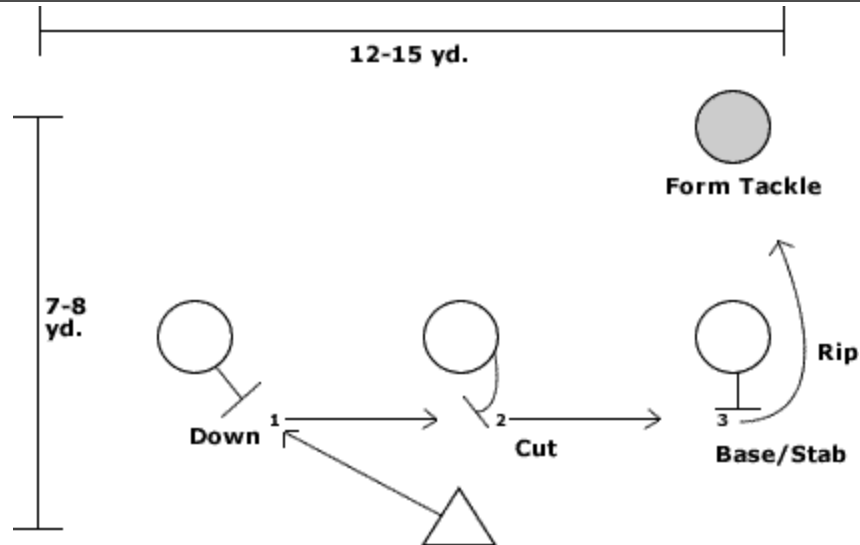 12-15 yd.
Form Tackle
7-8
yd.
Rip
1
2
3
Down
Cut
Base/Stab